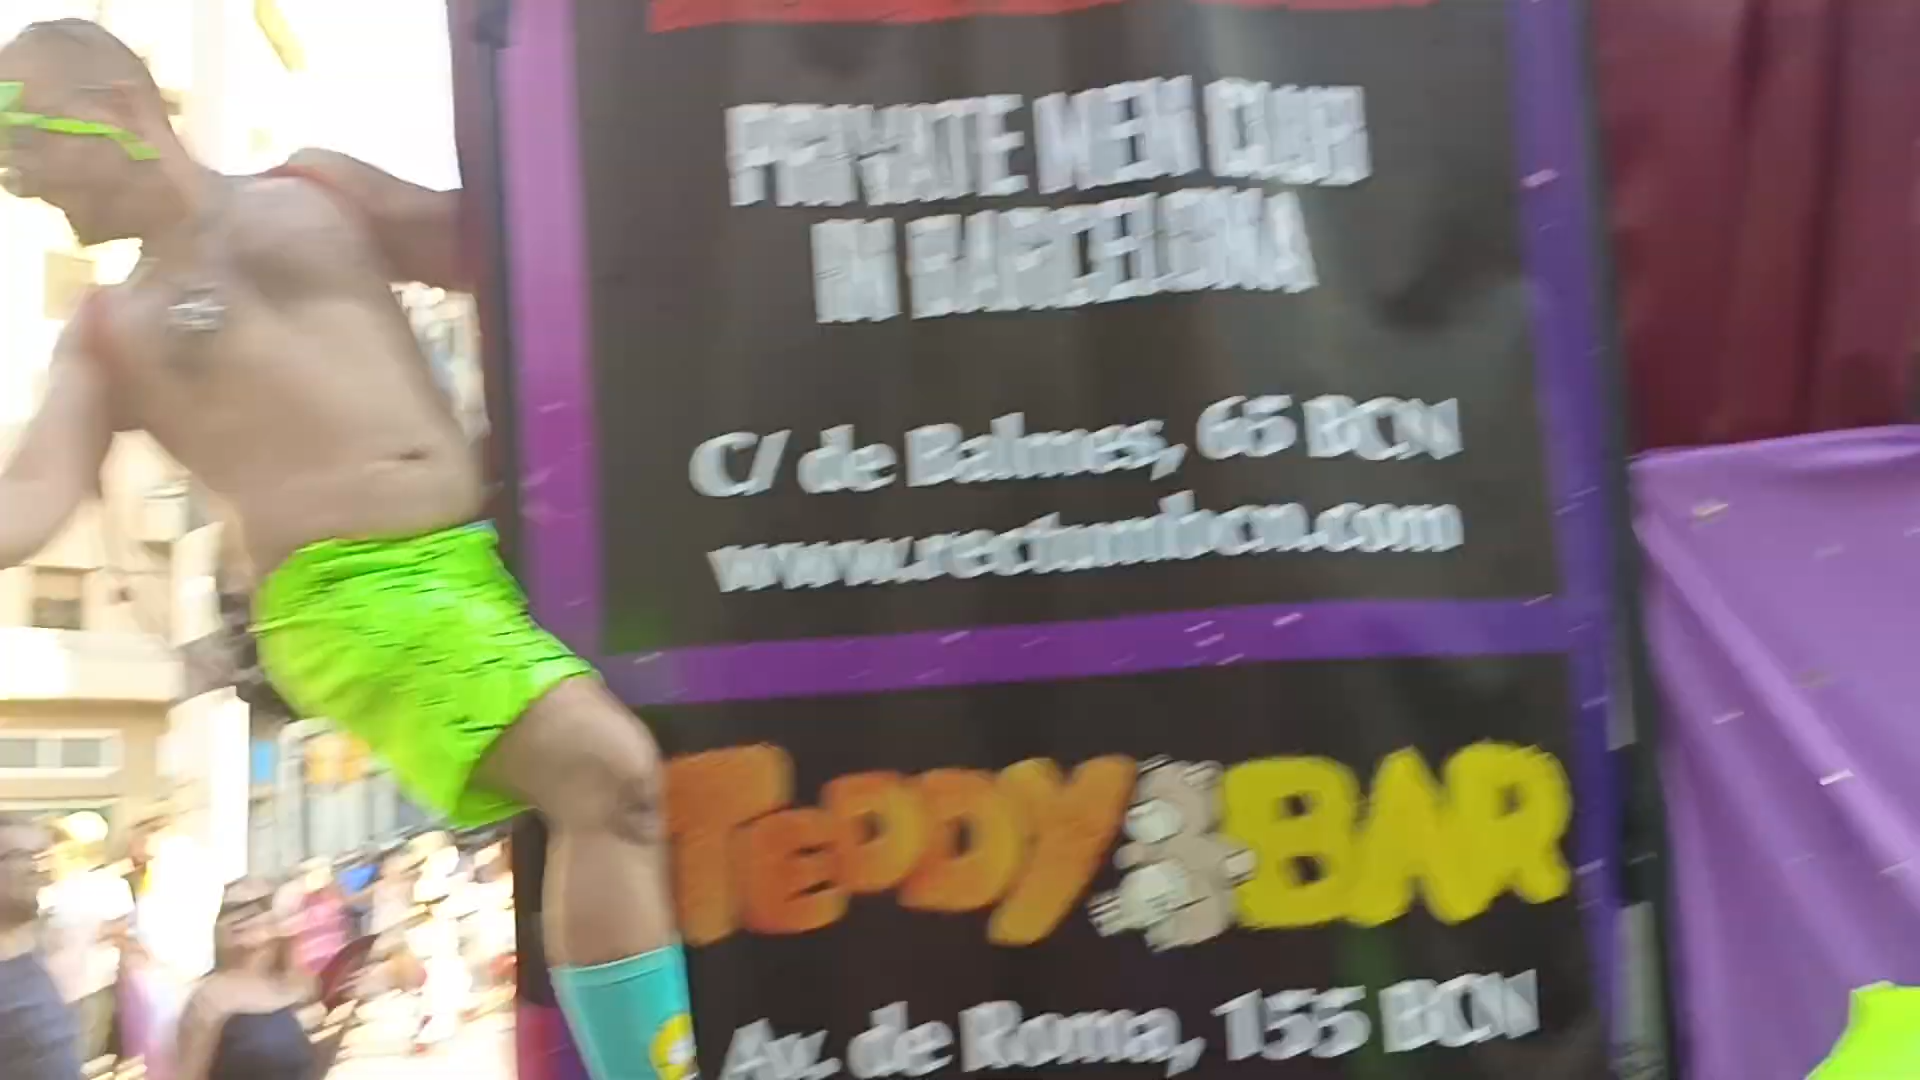 PRIVATE MEN CLUB
IN BARCELONA
C/ de Balmes, 65 BCN
www.rectumbcn.com
TEDDY BAR
Av. de Roma, 155 BCN